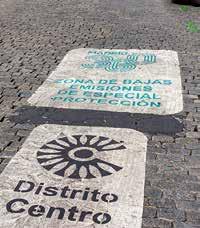 MADRID
ZONA DE BAJAS
EMISIONES
DE ESPECIAL
PROTECCIÓN
Distrito
Centro